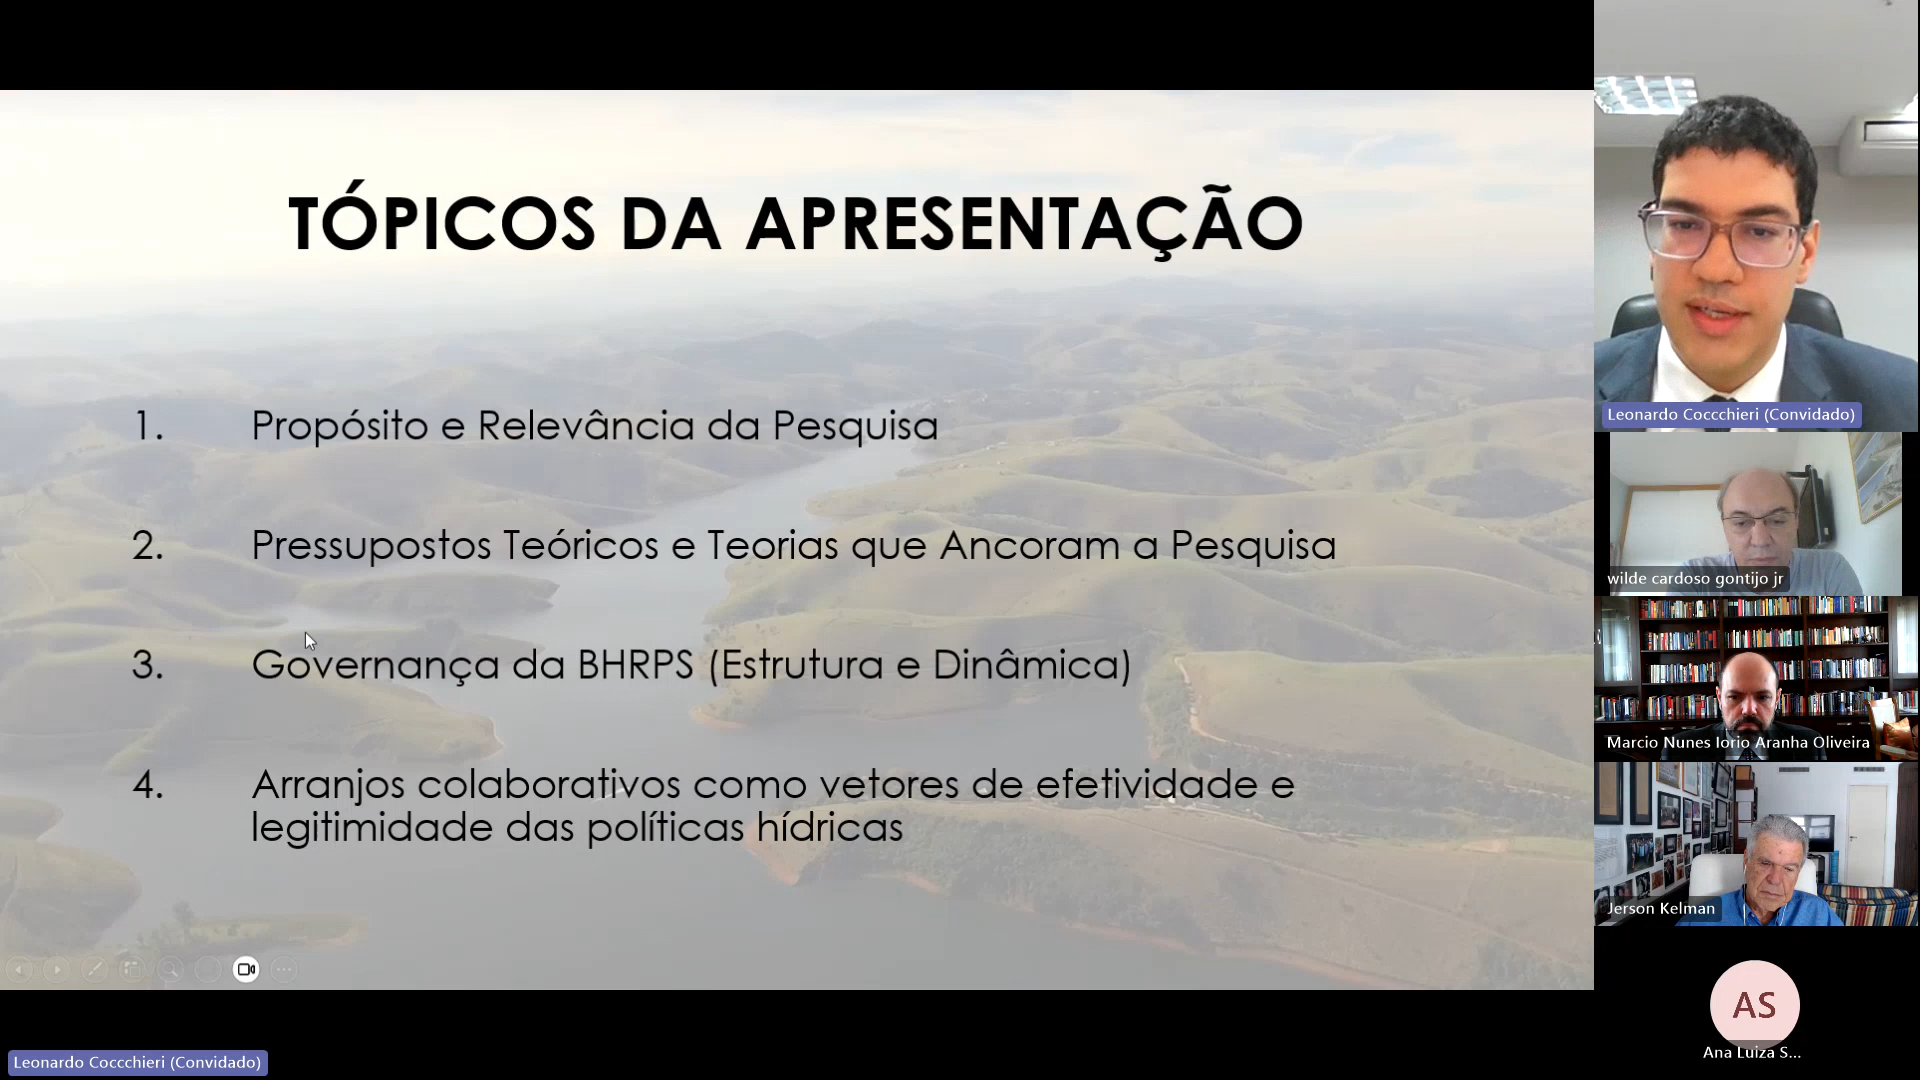 TÓPICOS DA APRESENTAÇÃO
1. Propósito e Relevância da Pesquisa
2. Pressupostos Teóricos e Teorias que Ancoram a Pesquisa
3. Governança da BHRPS (Estrutura e Dinâmica)
4. Arranjos colaborativos como vetores de efetividade e
legitimidade das políticas hídricas
Leonardo Coccchieri (Convidado)
wilde cardoso gontijo jr
Marcio Nunes Iorio Aranha Oliveira
Jerson Kelman
AS
Ana Luiza S...
Leonardo Coccchieri (Convidado)